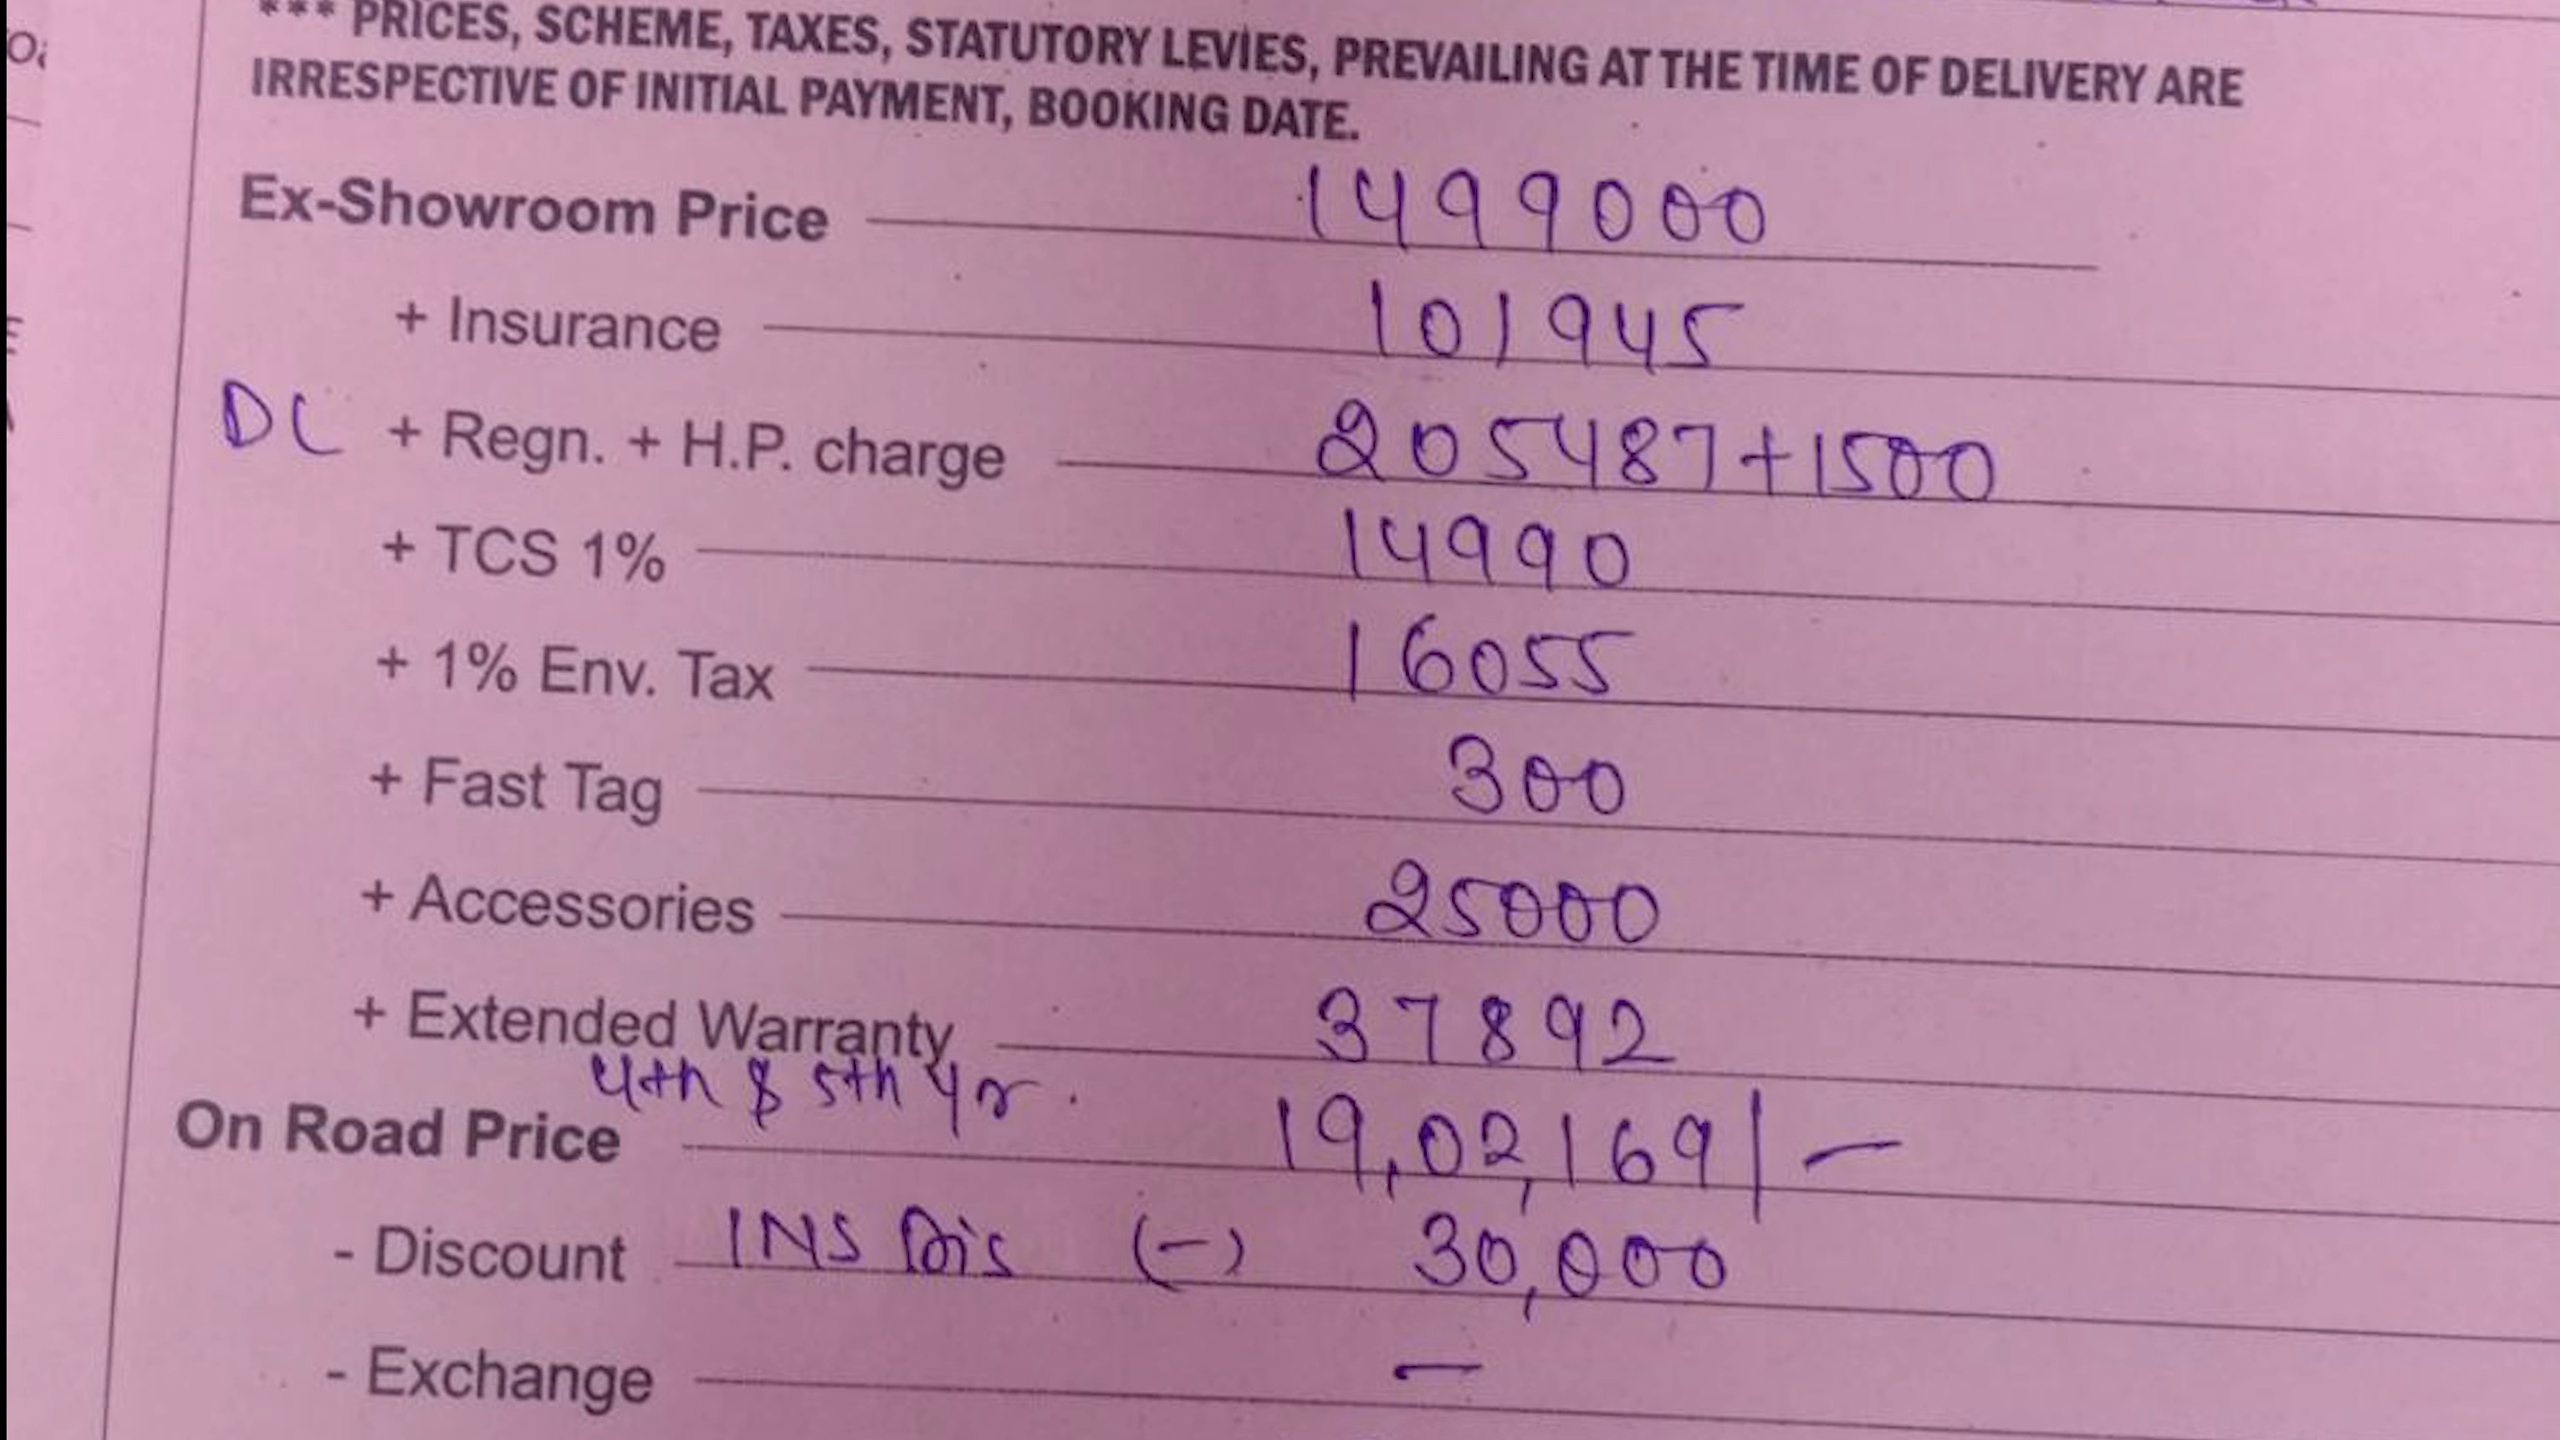 *** PRICES, SCHEME, TAXES, STATUTORY LEVIES, PREVAILING AT THE TIME OF DELIVERY ARE
IRRESPECTIVE OF INITIAL PAYMENT, BOOKING DATE.
Ex-Showroom Price 1499000
+ Insurance 101945
DL + Regn. + H.P. charge 205487+1500
+ TCS 1% 14990
+ 1% Env. Tax 16055
+ Fast Tag 300
+ Accessories 25000
+ Extended Warranty 37892
4th & 5th yr.
On Road Price 19,02,169/-
- Discount INS Dis (-) 30,000
- Exchange -